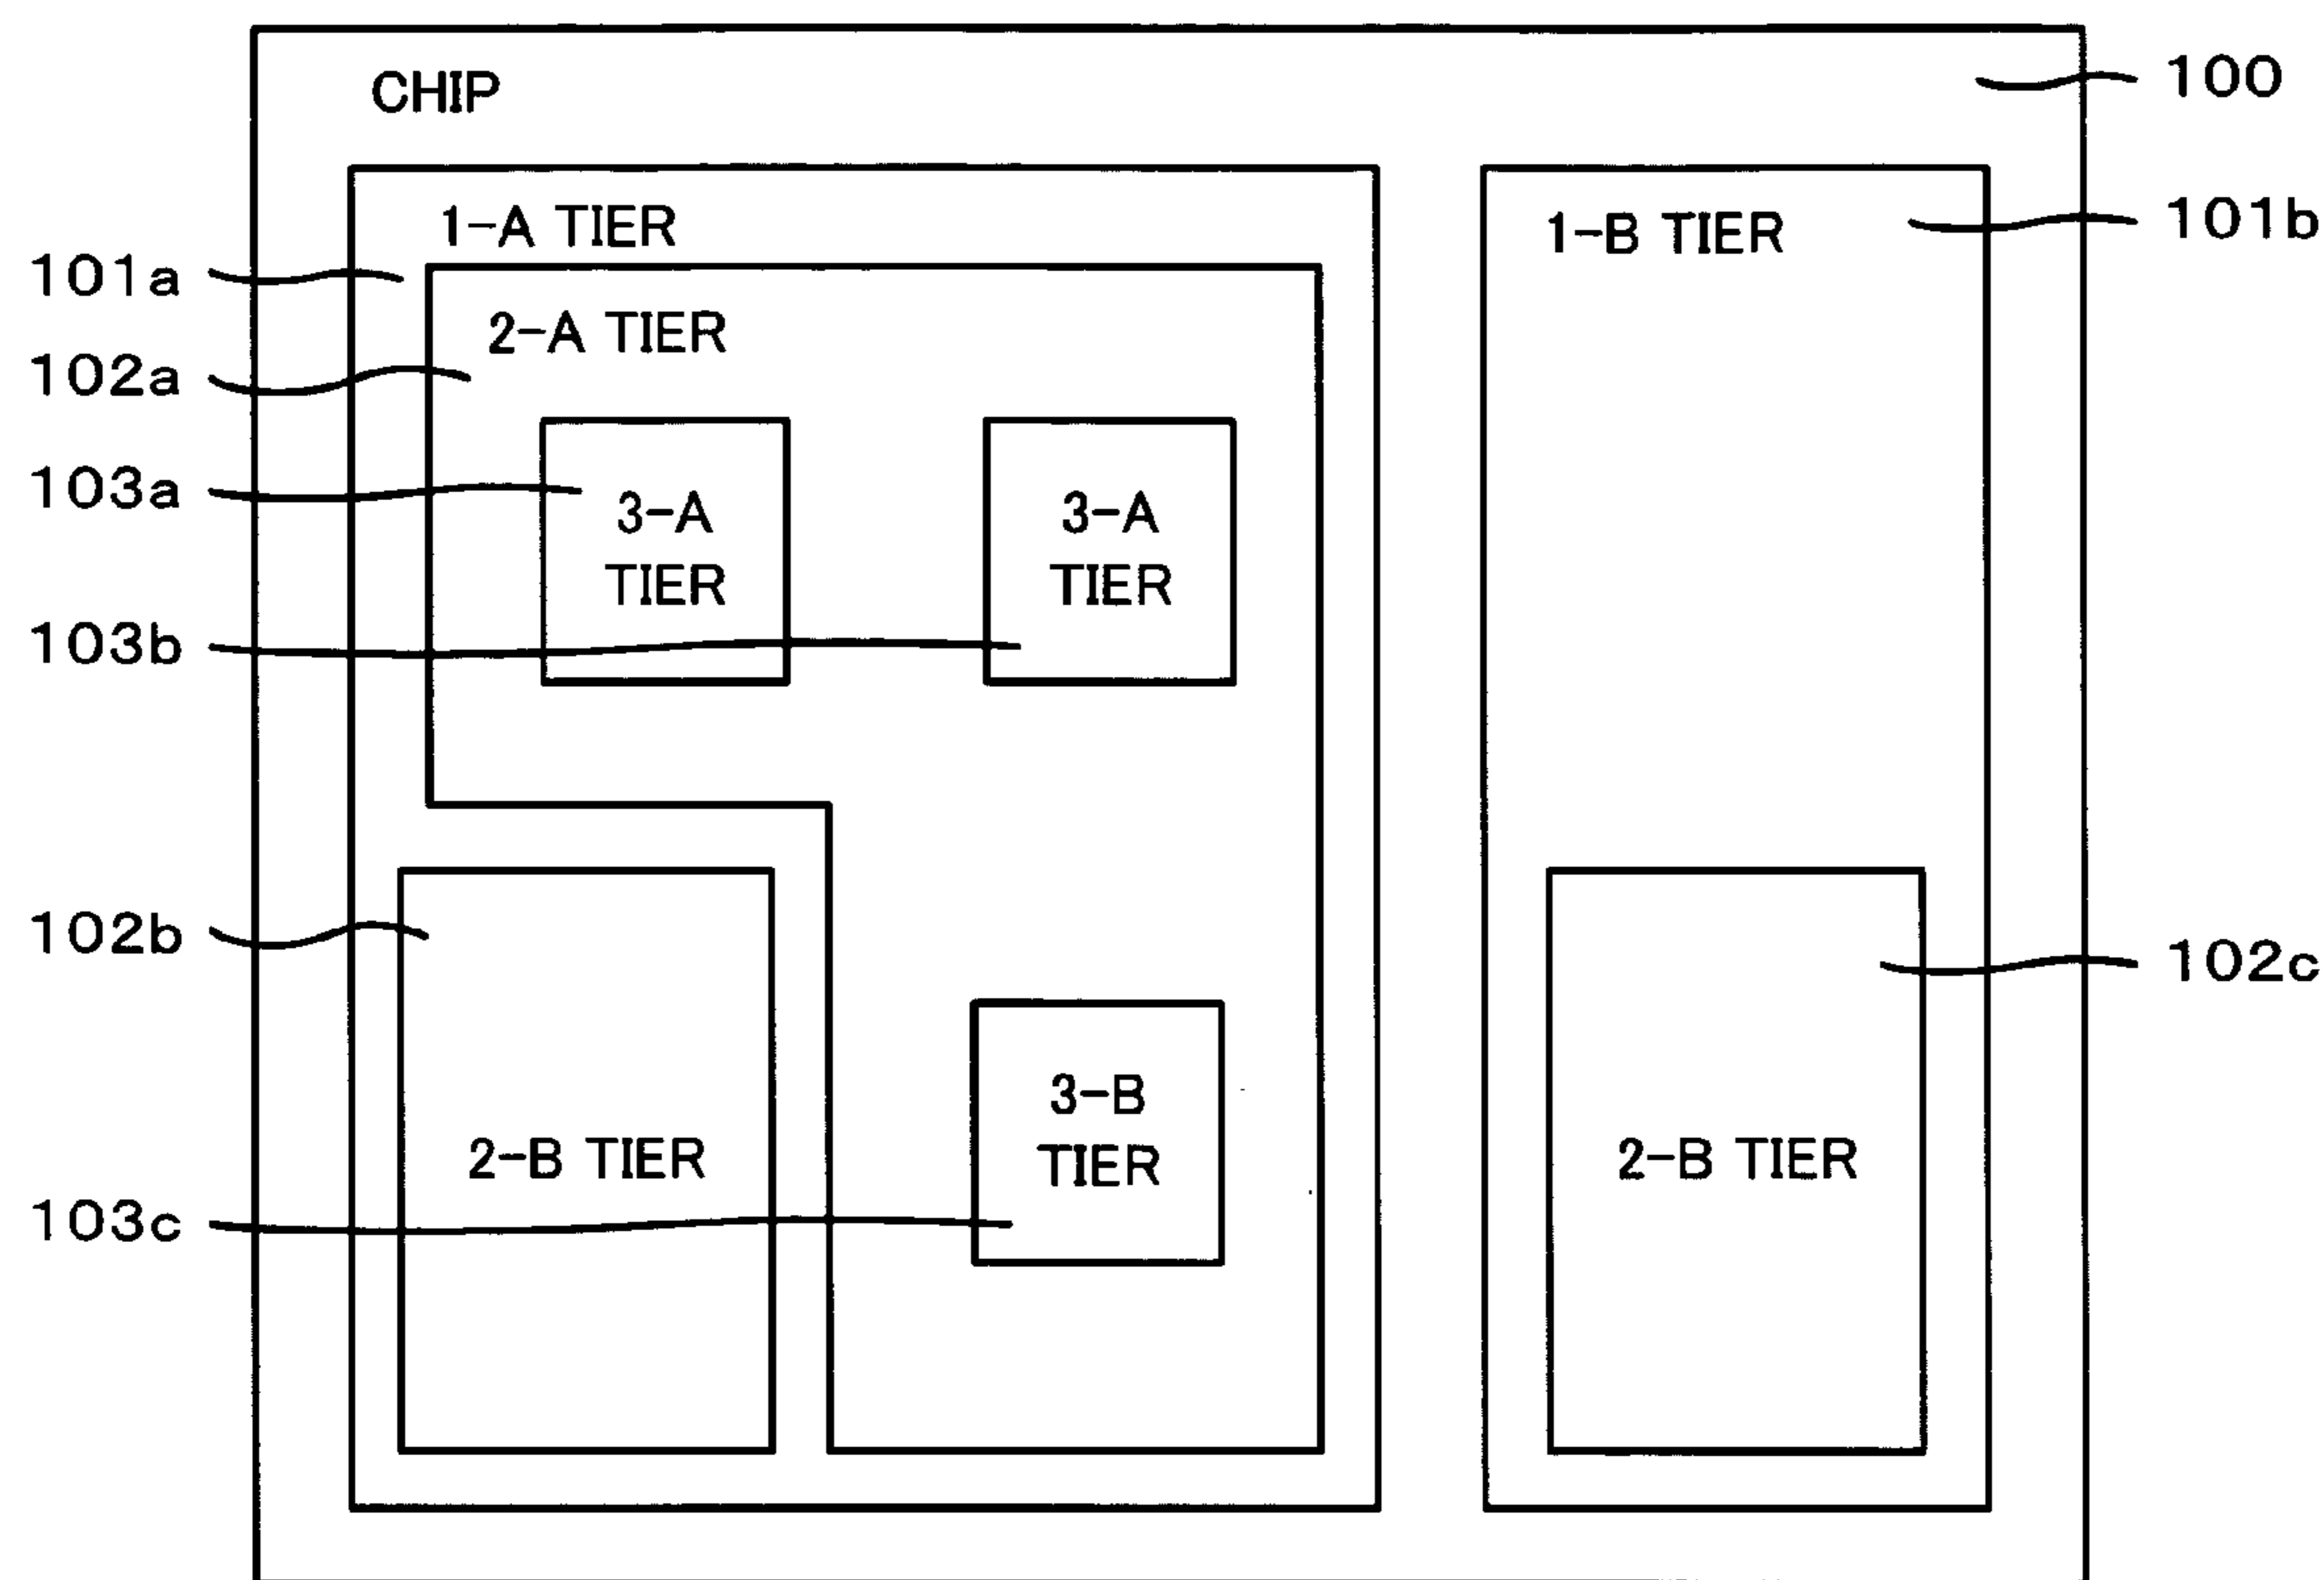 CHIP
100
1-A TIER
1-B TIER
101b
101a
2-A TIER
102a
103a
3-A
TIER
3-A
TIER
103b
102b
102c
3-B
TIER
2-B TIER
2-B TIER
103c